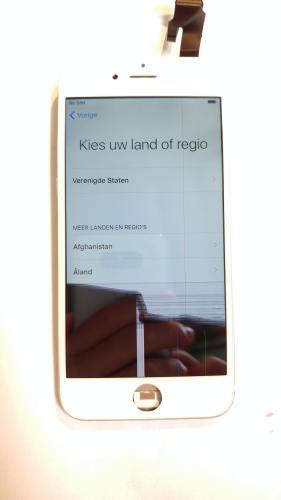 No SIM
Vorige
Kies uw land of regio
Verenigde Staten
MEER LANDEN EN REGIO'S
Afghanistan
Åland